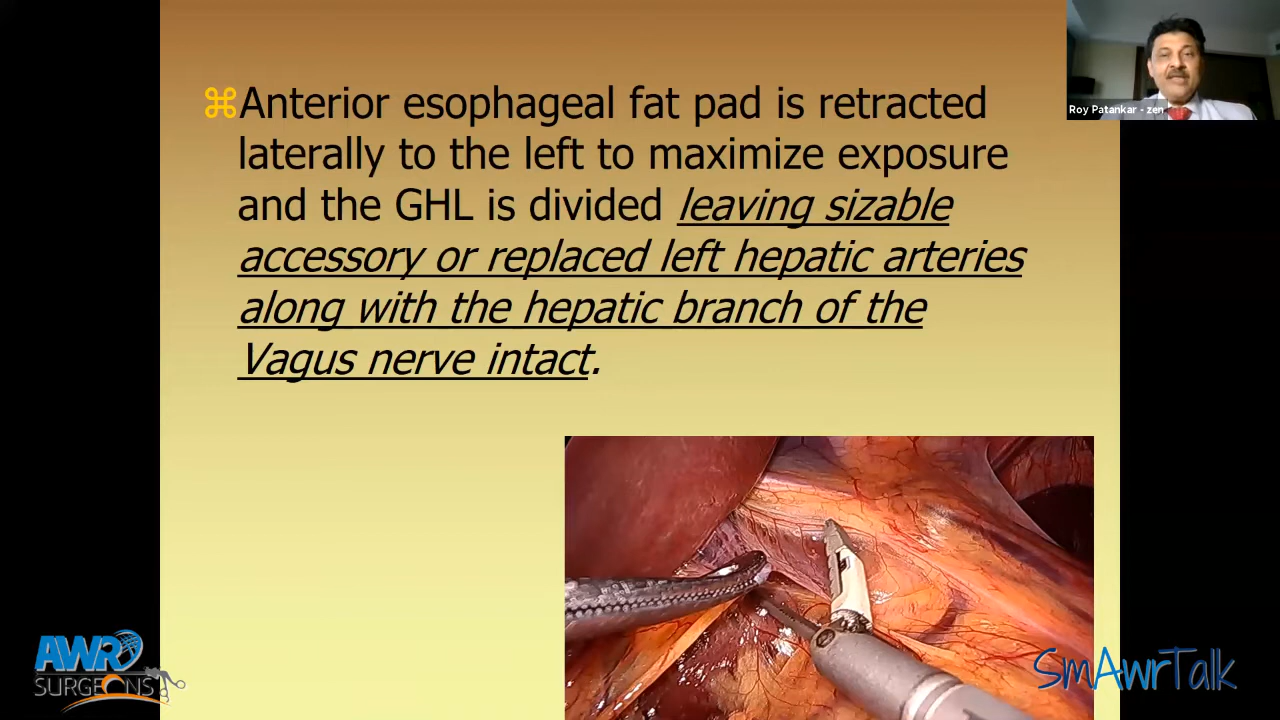 Anterior esophageal fat pad is retracted
laterally to the left to maximize exposure
and the GHL is divided leaving sizable
accessory or replaced left hepatic arteries
along with the hepatic branch of the
Vagus nerve intact.
Roy Patankar - zen
AWR
SURGEONS
SmAwrTalk